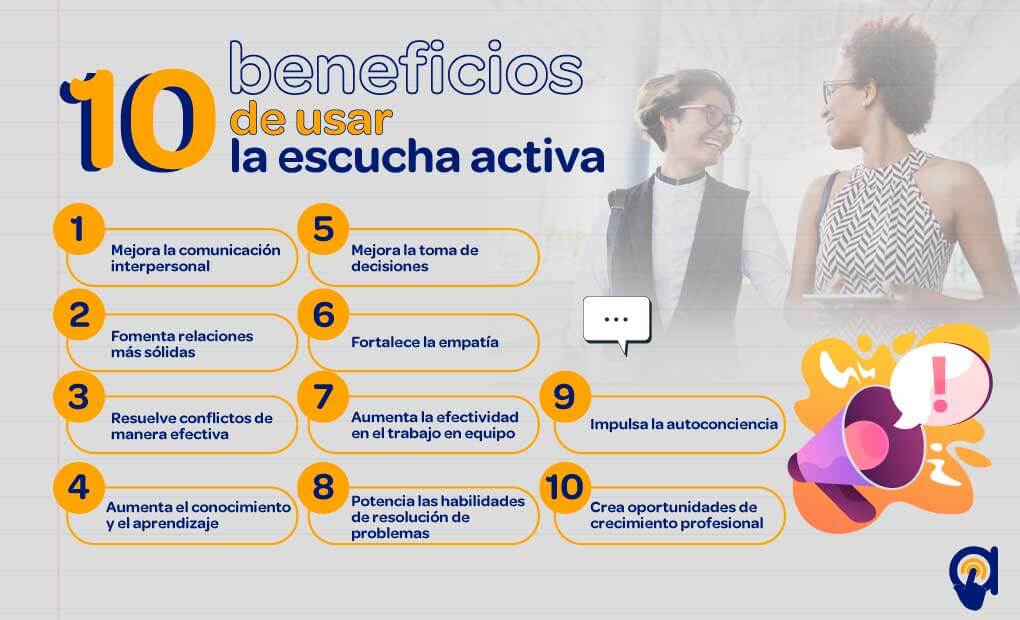 10
beneficios
de usar
la escucha activa
1
Mejora la comunicación
interpersonal
2
Fomenta relaciones
más sólidas
3
Resuelve conflictos de
manera efectiva
4
Aumenta el conocimiento
y el aprendizaje
5
Mejora la toma de
decisiones
6
Fortalece la empatía
7
Aumenta la efectividad
en el trabajo en equipo
8
Potencia las habilidades
de resolución de
problemas
9
Impulsa la autoconciencia
10
Crea oportunidades de
crecimiento profesional
...
!
a